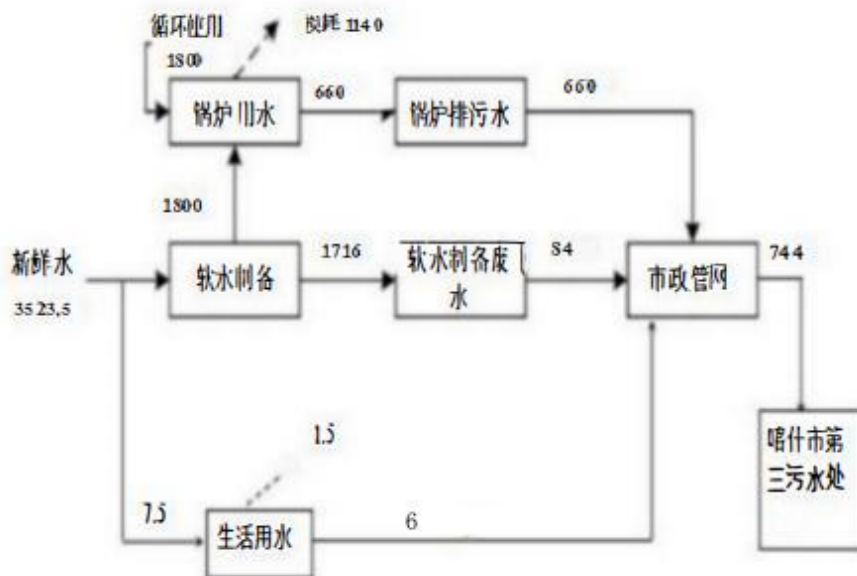 循环使用
1800
损耗 1140
锅炉用水
660
锅炉排污水
660
1800
新鲜水
3523.5
软水制备
1716
软水制备废
水
84
市政管网
744
1.5
7.5
生活用水
6
喀什市第
三污水处